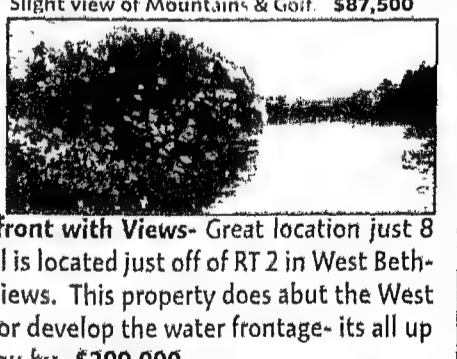 Slight view of Mountains & Golf. $87,500
front with Views- Great location just 8
l is located just off of RT 2 in West Beth-
iews. This property does abut the West
or develop the water frontage- its all up
$299,000